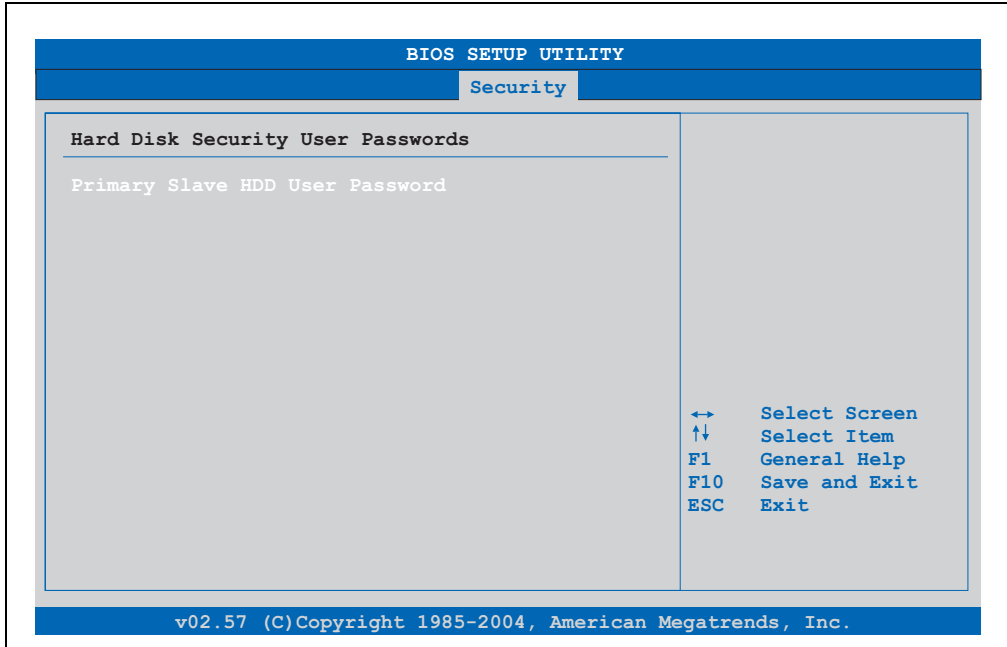 BIOS SETUP UTILITY
Security
Hard Disk Security User Passwords
Primary Slave HDD User Password
↔ Select Screen
↑↓ Select Item
F1 General Help
F10 Save and Exit
ESC Exit
v02.57 (C)Copyright 1985-2004, American Megatrends, Inc.